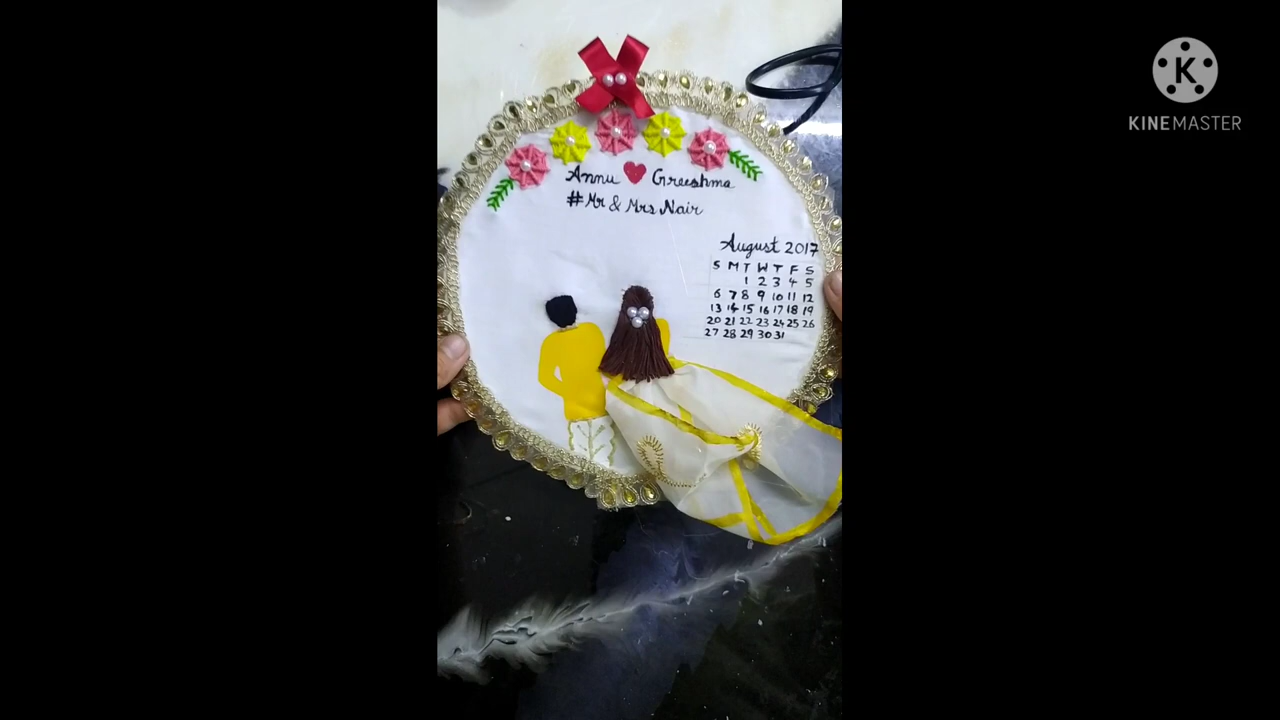 Annu ❤ Greeshma
#Mr & Mrs Nair
August 2017
S M T W T F S
1 2 3 4 5
6 7 8 9 10 11 12
13 14 15 16 17 18 19
20 21 22 23 24 25 26
27 28 29 30 31
K
KINEMASTER